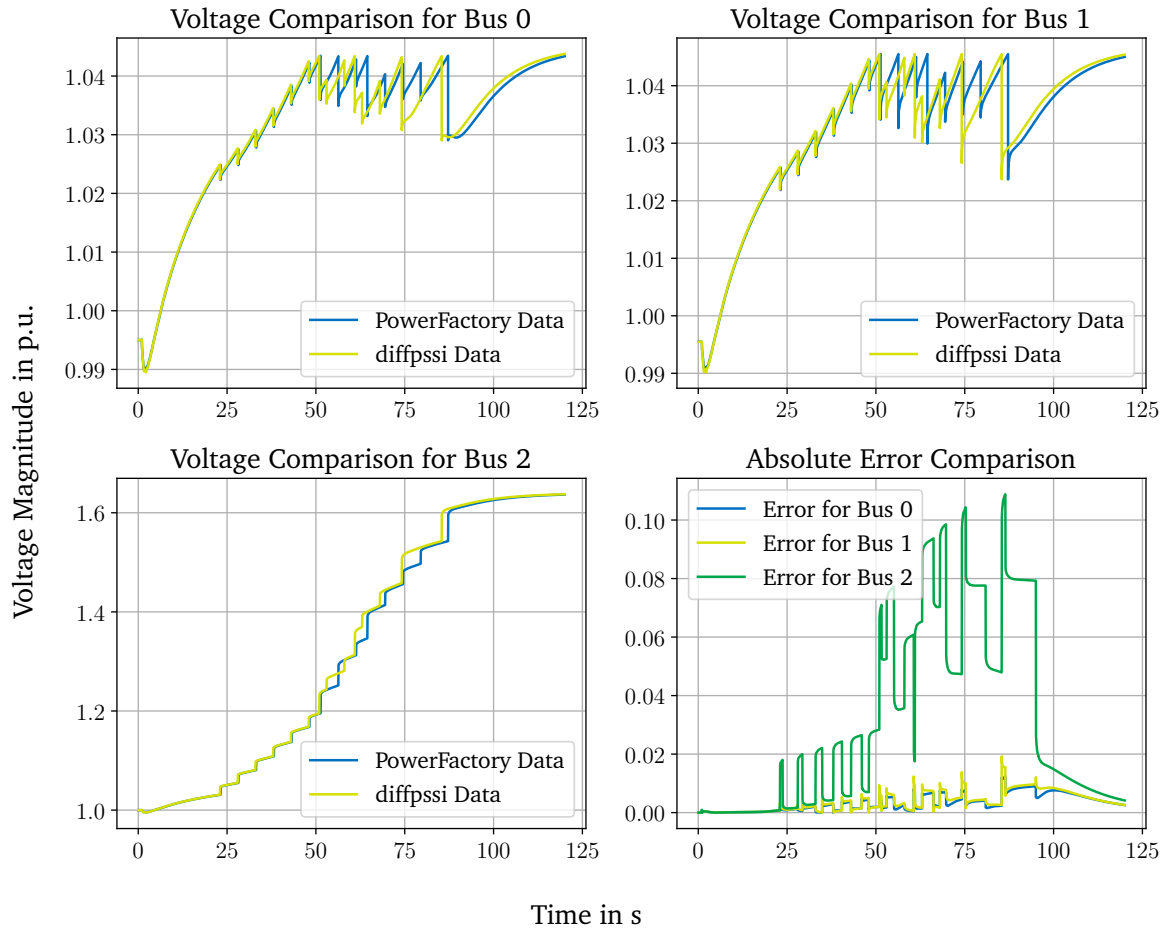 Voltage Comparison for Bus 0
1.04
1.03
1.02
1.01
1.00
0.99
PowerFactory Data
diffpssi Data
0 25 50 75 100 125
Voltage Comparison for Bus 1
1.04
1.03
1.02
1.01
1.00
0.99
PowerFactory Data
diffpssi Data
0 25 50 75 100 125
Voltage Magnitude in p.u.
Voltage Comparison for Bus 2
1.6
1.4
1.2
1.0
PowerFactory Data
diffpssi Data
0 25 50 75 100 125
Absolute Error Comparison
Error for Bus 0
Error for Bus 1
Error for Bus 2
0.10
0.08
0.06
0.04
0.02
0.00
0 25 50 75 100 125
Time in s